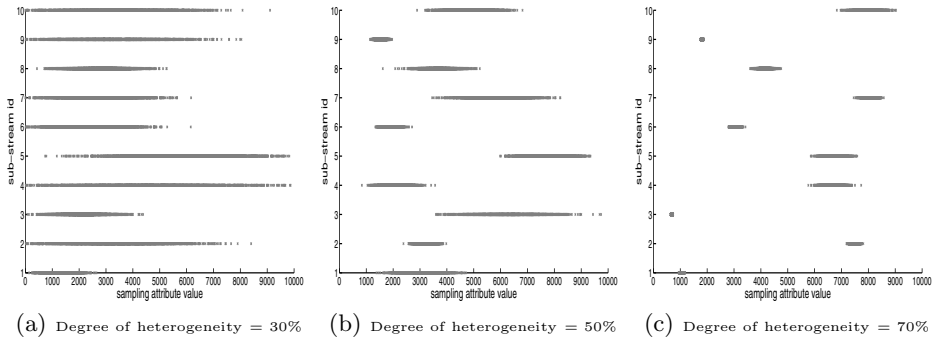 10
9
8
7
6
5
4
3
2
1
sub-stream id
0 1000 2000 3000 4000 5000 6000 7000 8000 9000 10000
sampling attribute value
(a) Degree of heterogeneity = 30%
10
9
8
7
6
5
4
3
2
1
sub-stream id
0 1000 2000 3000 4000 5000 6000 7000 8000 9000 10000
sampling attribute value
(b) Degree of heterogeneity = 50%
10
9
8
7
6
5
4
3
2
1
sub-stream id
0 1000 2000 3000 4000 5000 6000 7000 8000 9000 10000
sampling attribute value
(c) Degree of heterogeneity = 70%